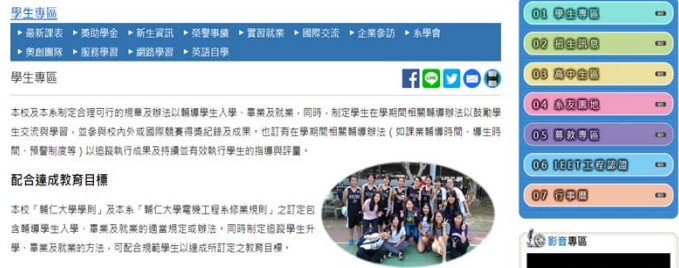 學生專區
▸最新課表 ▸獎助學金 ▸新生資訊 ▸榮譽事績 ▸實習就業 ▸國際交流 ▸企業參訪 ▸系學會
▸奧創團隊 ▸服務學習 ▸網路學習 ▸英語自學
學生專區
本校及本系制定合理可行的規章及辦法以輔導學生入學、畢業及就業，同時，制定學生在學期間相關輔導辦法以鼓勵學
生交流與學習，並參與校內外或國際競賽得獎紀錄及成果。也訂有在學期間相關輔導辦法 ( 如課業輔導時間、導生時
間、預警制度等 ) 以追蹤執行成果及持續並有效執行學生的指導與評量。
配合達成教育目標
本校「輔仁大學學則」及本系「輔仁大學電機工程系修業規則」之訂定包
含輔導學生入學、畢業及就業的適當規定或辦法。同時制定追蹤學生升
學、畢業及就業的方法，可配合規範學生以達成所訂定之教育目標。
01 學生專區
02 招生訊息
03 高中生區
04 系友園地
05 募款專區
06 IEET工程認證
07 行事曆
影音專區